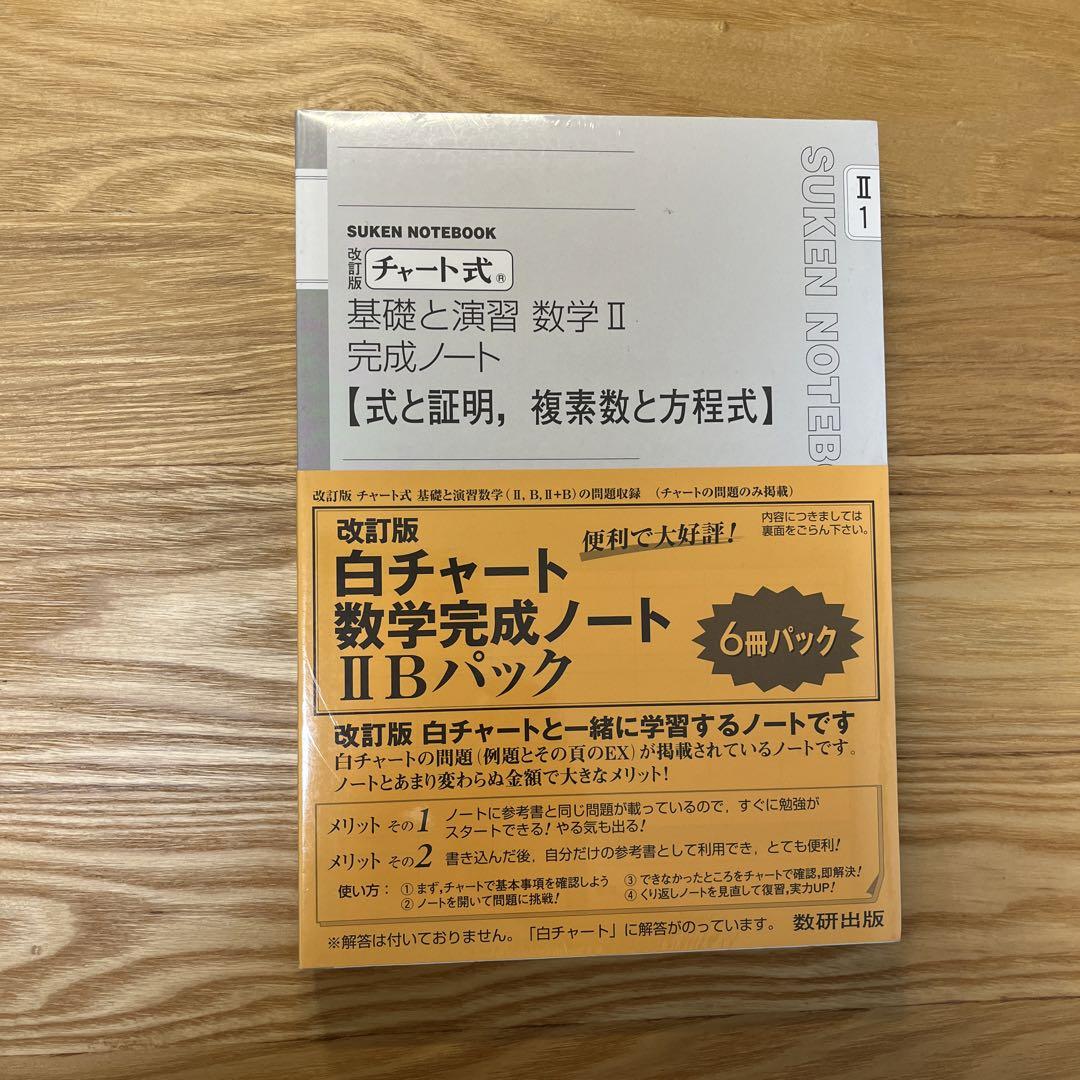 SUKEN NOTEBOOK
改訂版 チャート式®
基礎と演習 数学Ⅱ
完成ノート
【式と証明，複素数と方程式】
Ⅱ
1
SUKEN NOTEB
改訂版 チャート式 基礎と演習数学（Ⅱ，B，Ⅱ+B）の問題収録 （チャートの問題のみ掲載）
改訂版
便利で大好評！
内容につきましては
裏面をごらん下さい。
白チャート
数学完成ノート
ⅡBパック
6冊パック
改訂版 白チャートと一緒に学習するノートです
白チャートの問題（例題とその頁のEX）が掲載されているノートです。
ノートとあまり変わらぬ金額で大きなメリット！
メリット その1 ノートに参考書と同じ問題が載っているので，すぐに勉強が
スタートできる！やる気も出る！
メリット その2 書き込んだ後，自分だけの参考書として利用でき，とても便利！
使い方： ①まず，チャートで基本事項を確認しよう
②ノートを開いて問題に挑戦！
③できなかったところをチャートで確認，即解決！
④くり返しノートを見直して復習，実力UP！
※解答は付いておりません。「白チャート」に解答がのっています。
数研出版